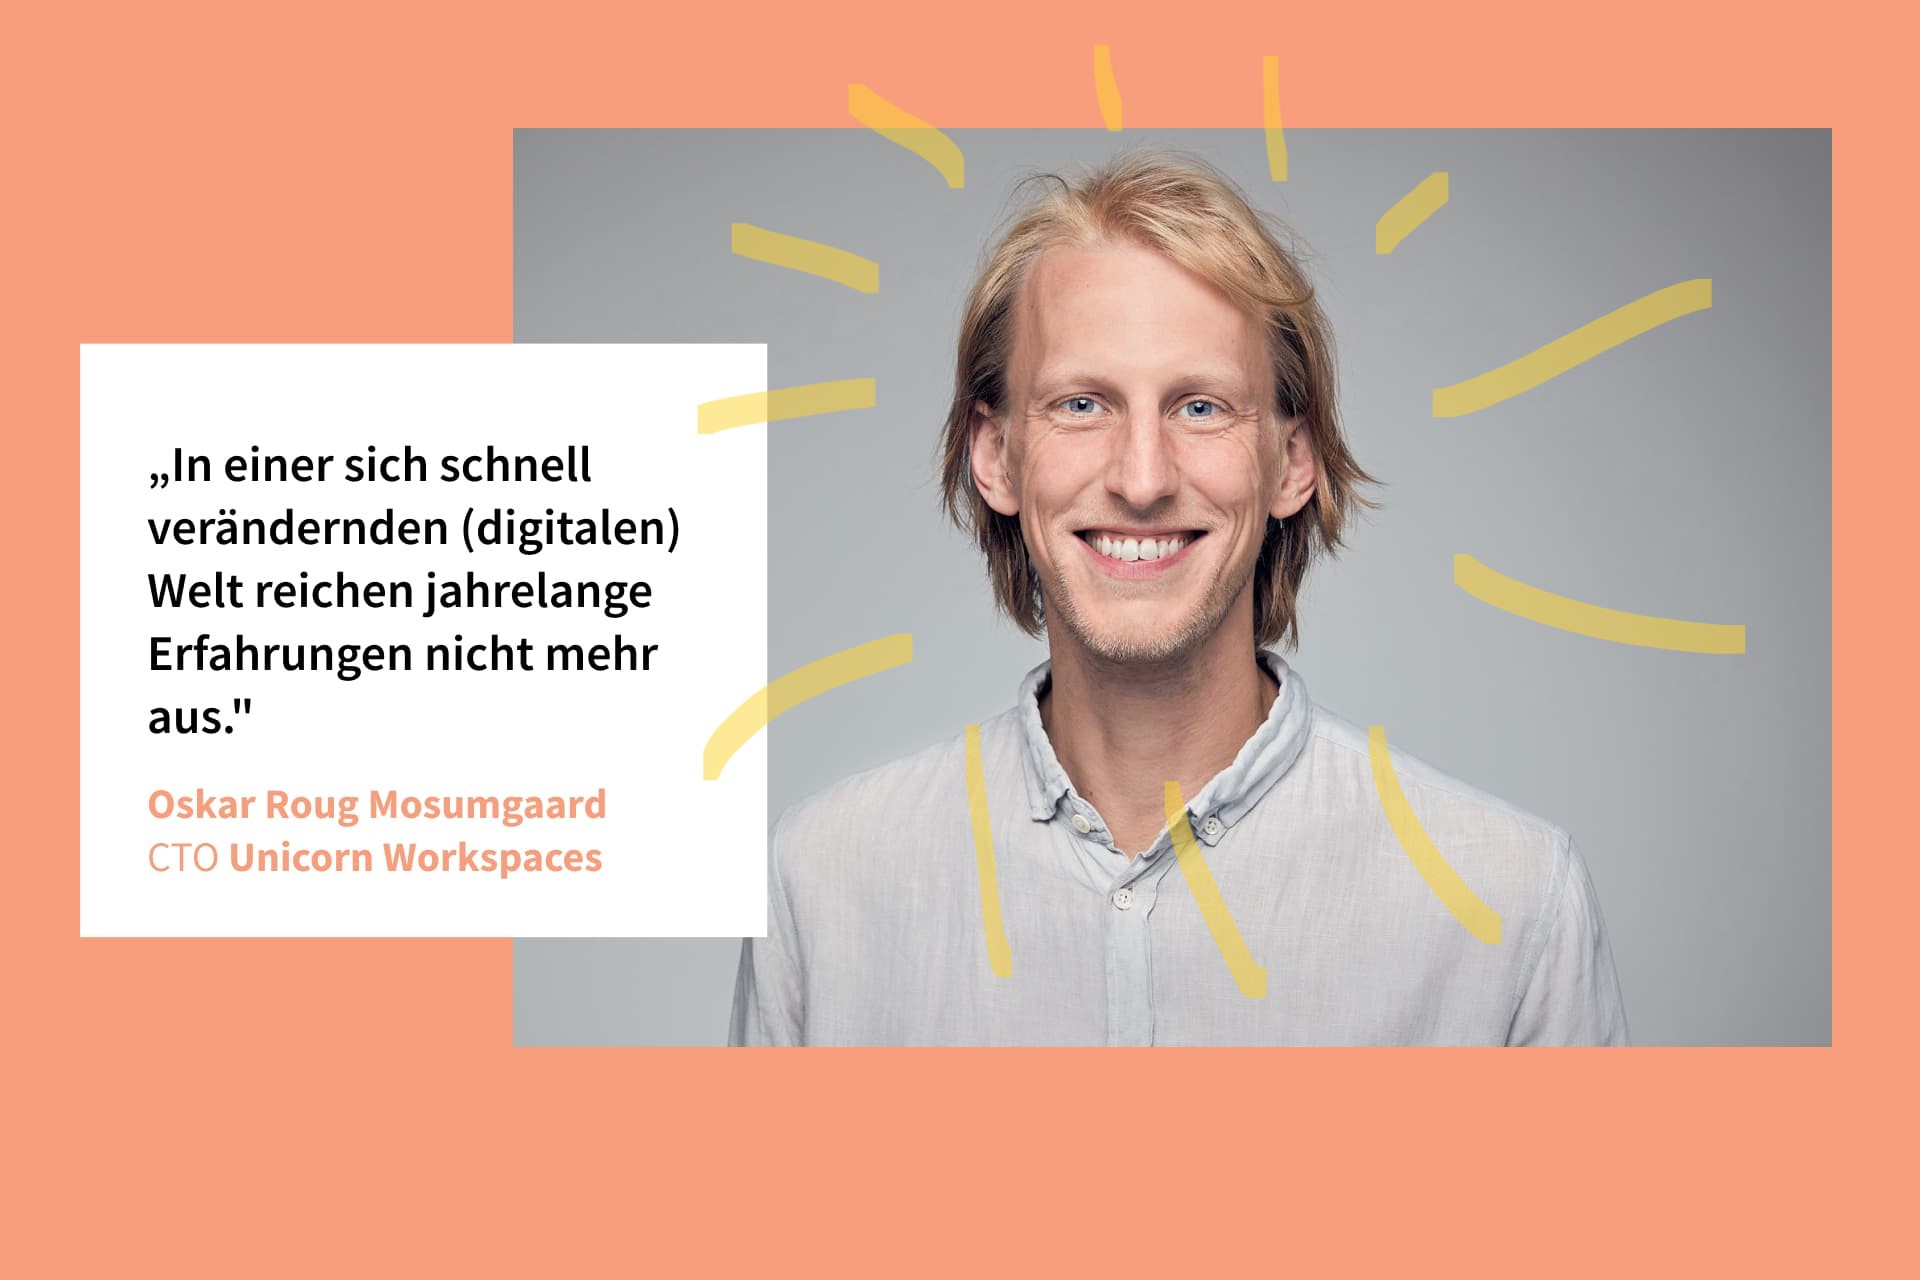 „In einer sich schnell
verändernden (digitalen)
Welt reichen jahrelange
Erfahrungen nicht mehr
aus."
Oskar Roug Mosumgaard
CTO Unicorn Workspaces